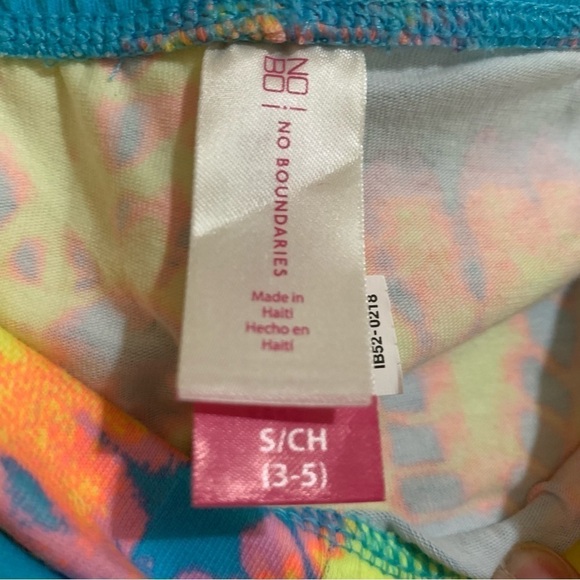 NO
BO
NO BOUNDARIES
Made in
Haiti
Hecho en
Haiti
IB52-0218
S/CH
(3-5)